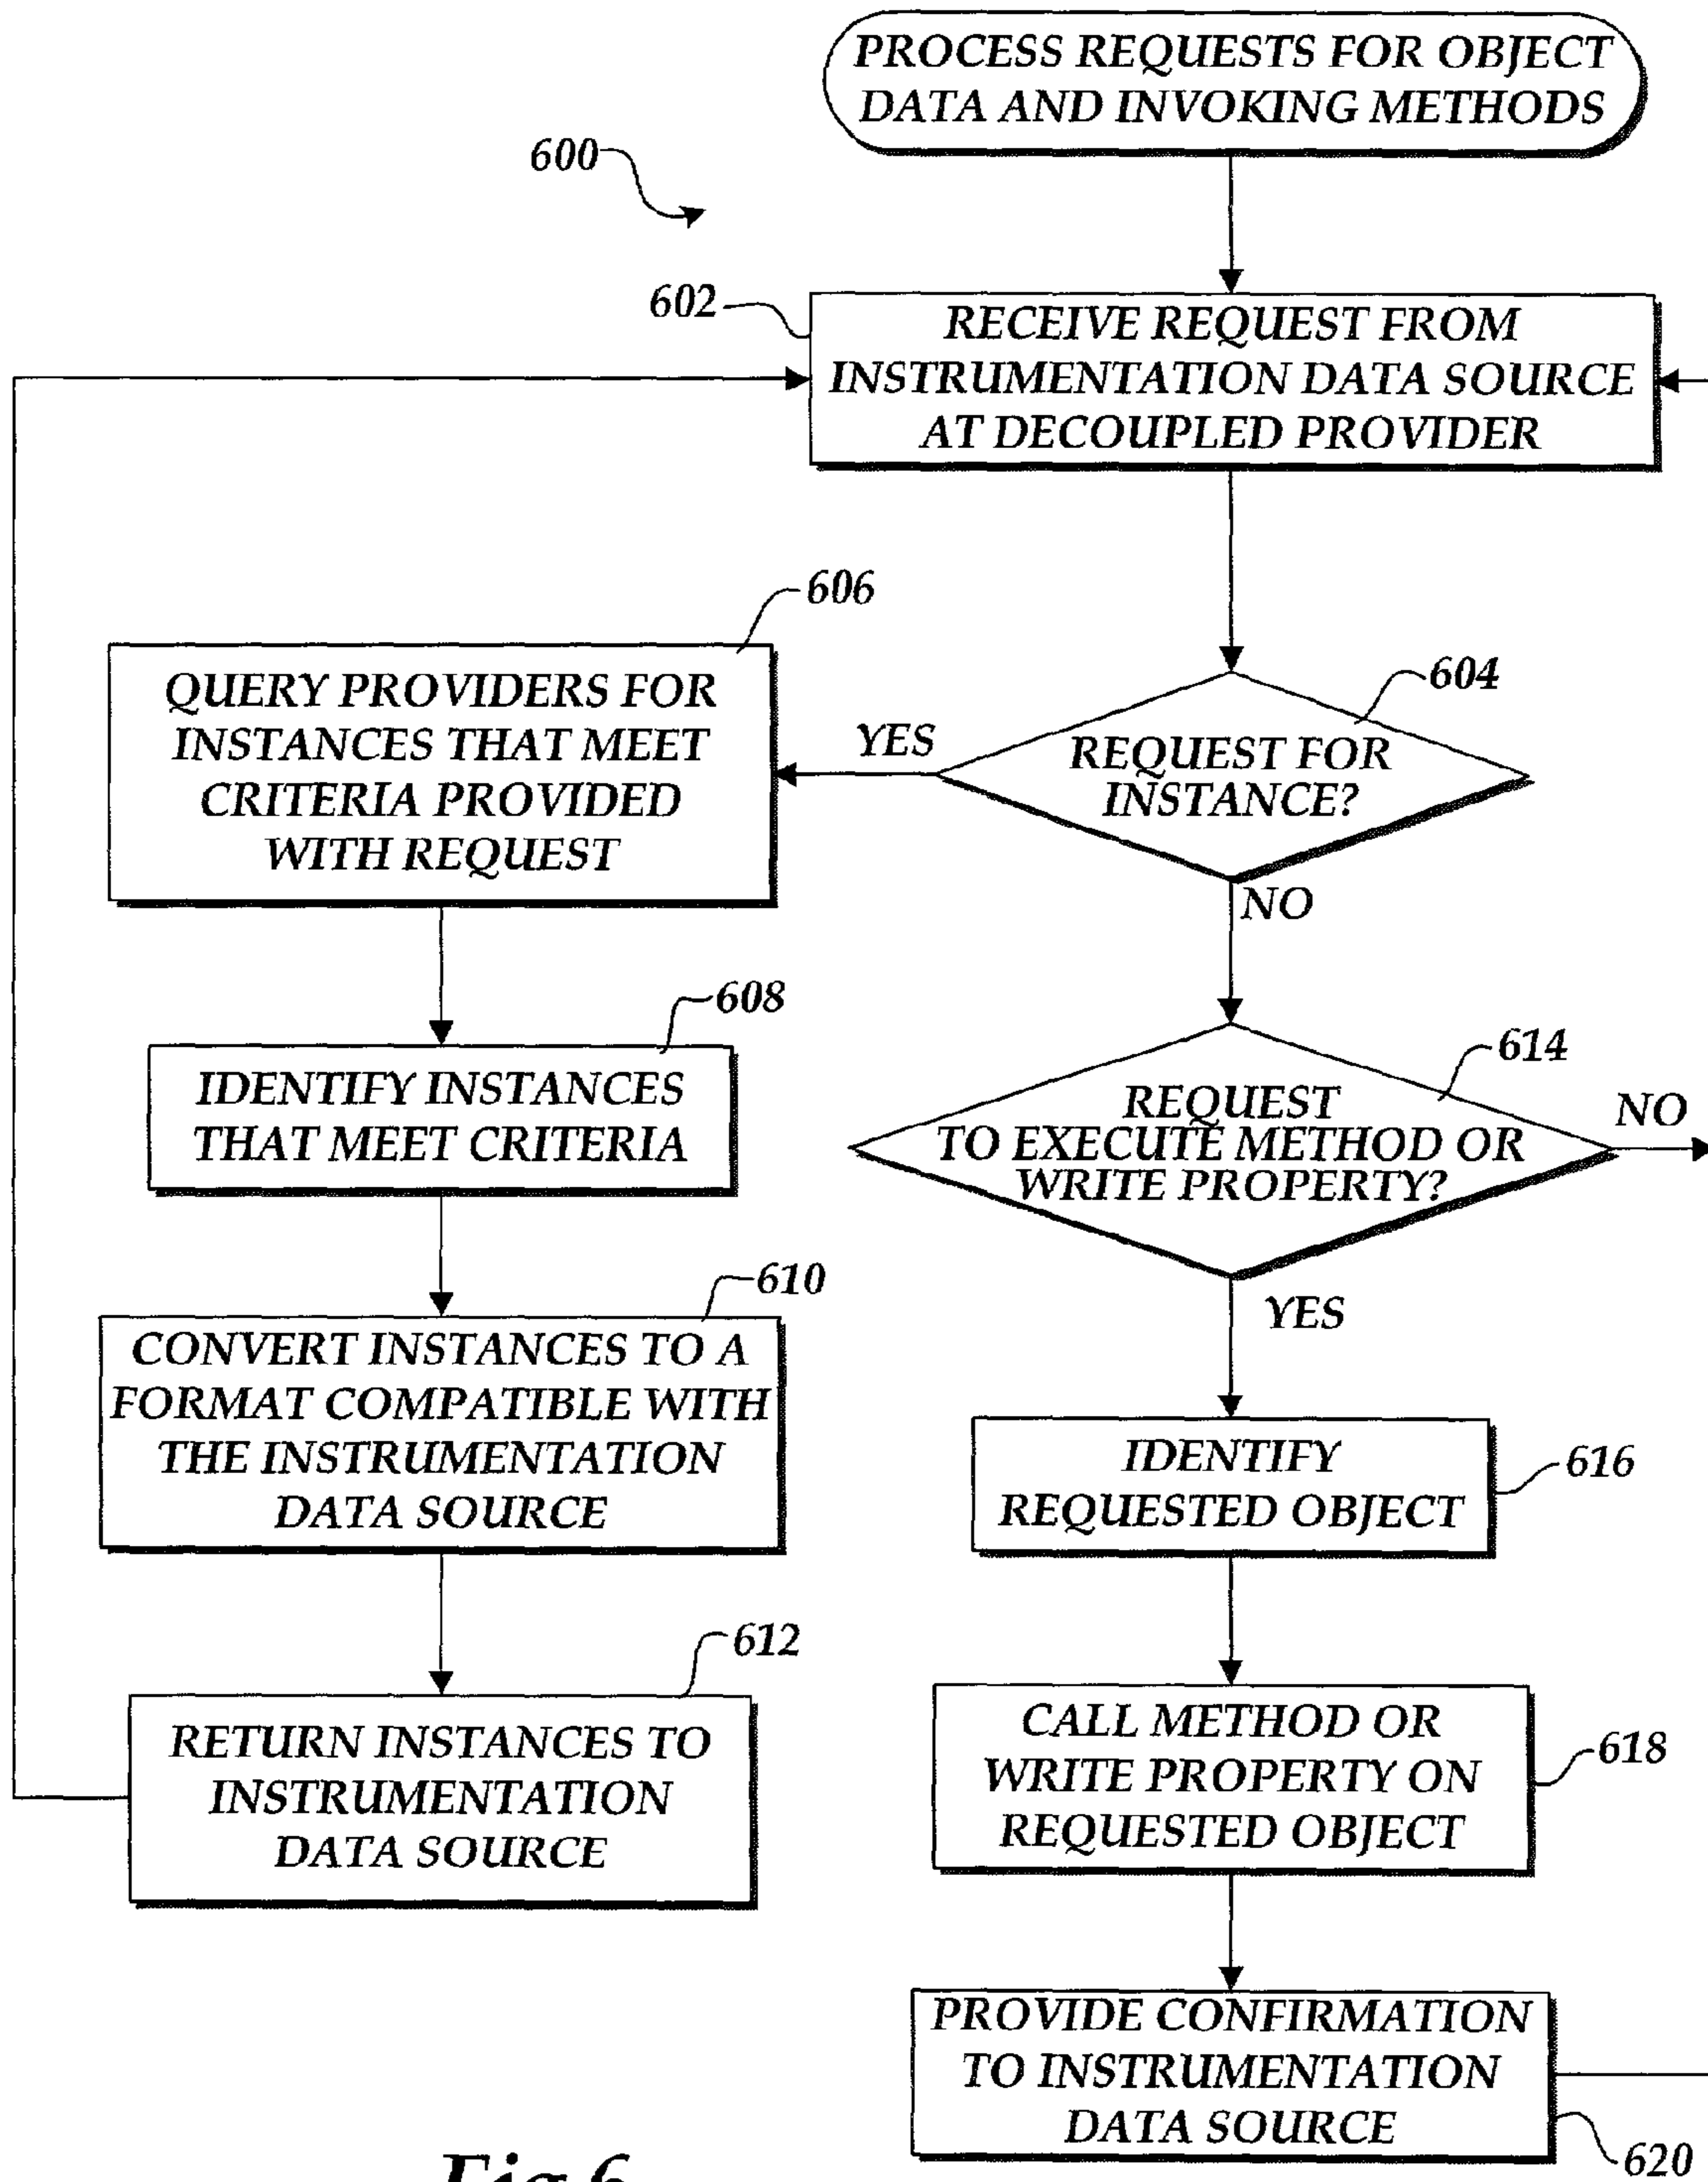 PROCESS REQUESTS FOR OBJECT
DATA AND INVOKING METHODS
600
602
RECEIVE REQUEST FROM
INSTRUMENTATION DATA SOURCE
AT DECOUPLED PROVIDER
606
QUERY PROVIDERS FOR
INSTANCES THAT MEET
CRITERIA PROVIDED
WITH REQUEST
YES
604
REQUEST FOR
INSTANCE?
NO
608
IDENTIFY INSTANCES
THAT MEET CRITERIA
614
REQUEST
TO EXECUTE METHOD OR
WRITE PROPERTY?
NO
YES
610
CONVERT INSTANCES TO A
FORMAT COMPATIBLE WITH
THE INSTRUMENTATION
DATA SOURCE
IDENTIFY
REQUESTED OBJECT
616
612
RETURN INSTANCES TO
INSTRUMENTATION
DATA SOURCE
CALL METHOD OR
WRITE PROPERTY ON
REQUESTED OBJECT
618
PROVIDE CONFIRMATION
TO INSTRUMENTATION
DATA SOURCE
620
Fig 6